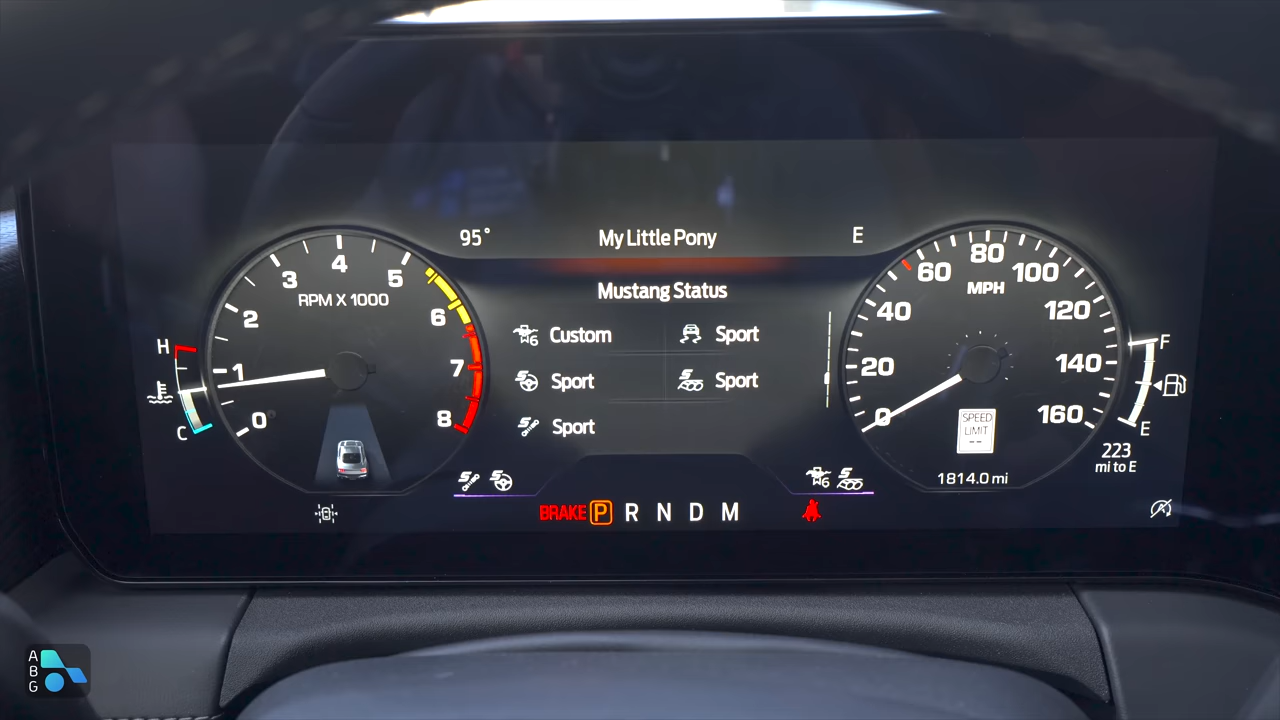 95° My Little Pony E
Mustang Status
Custom Sport
Sport Sport
Sport
0 1 2 3 4 5 6 7 8
RPM X 1000
H
C
0 20 40 60 80 100 120 140 160
MPH
SPEED
LIMIT
--
1814.0 mi
F
E
223
mi to E
BRAKE P R N D M
A
B
G